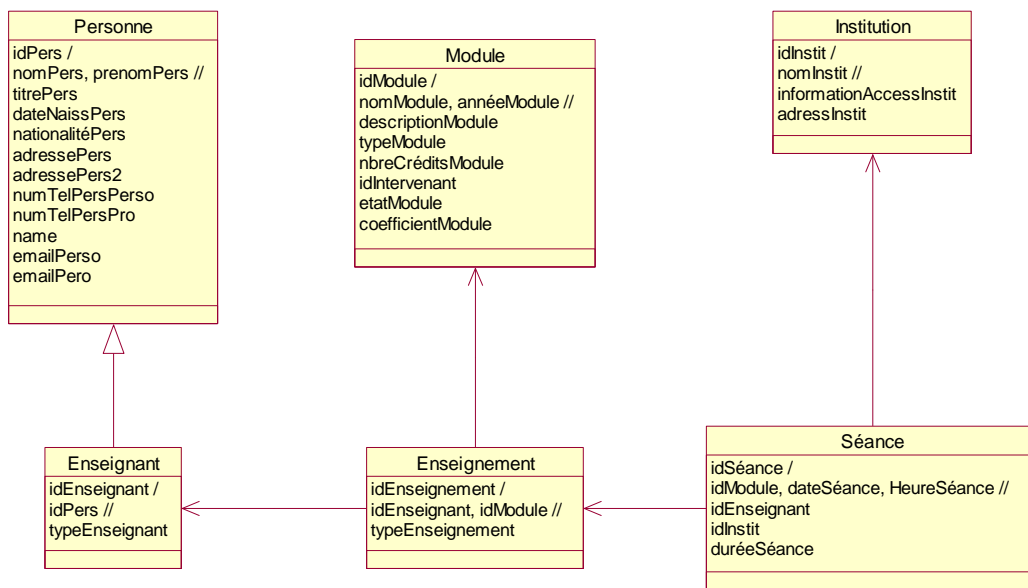 Personne
idPers /
nomPers, prenomPers //
titrePers
dateNaissPers
nationalitéPers
adressePers
adressePers2
numTelPersPerso
numTelPersPro
name
emailPerso
emailPero
Module
idModule /
nomModule, annéeModule //
descriptionModule
typeModule
nbreCréditsModule
idIntervenant
etatModule
coefficientModule
Institution
idInstit /
nomInstit //
informationAccessInstit
adressInstit
Enseignant
idEnseignant /
idPers //
typeEnseignant
Enseignement
idEnseignement /
idEnseignant, idModule //
typeEnseignement
Séance
idSéance /
idModule, dateSéance, HeureSéance //
idEnseignant
idInstit
duréeSéance